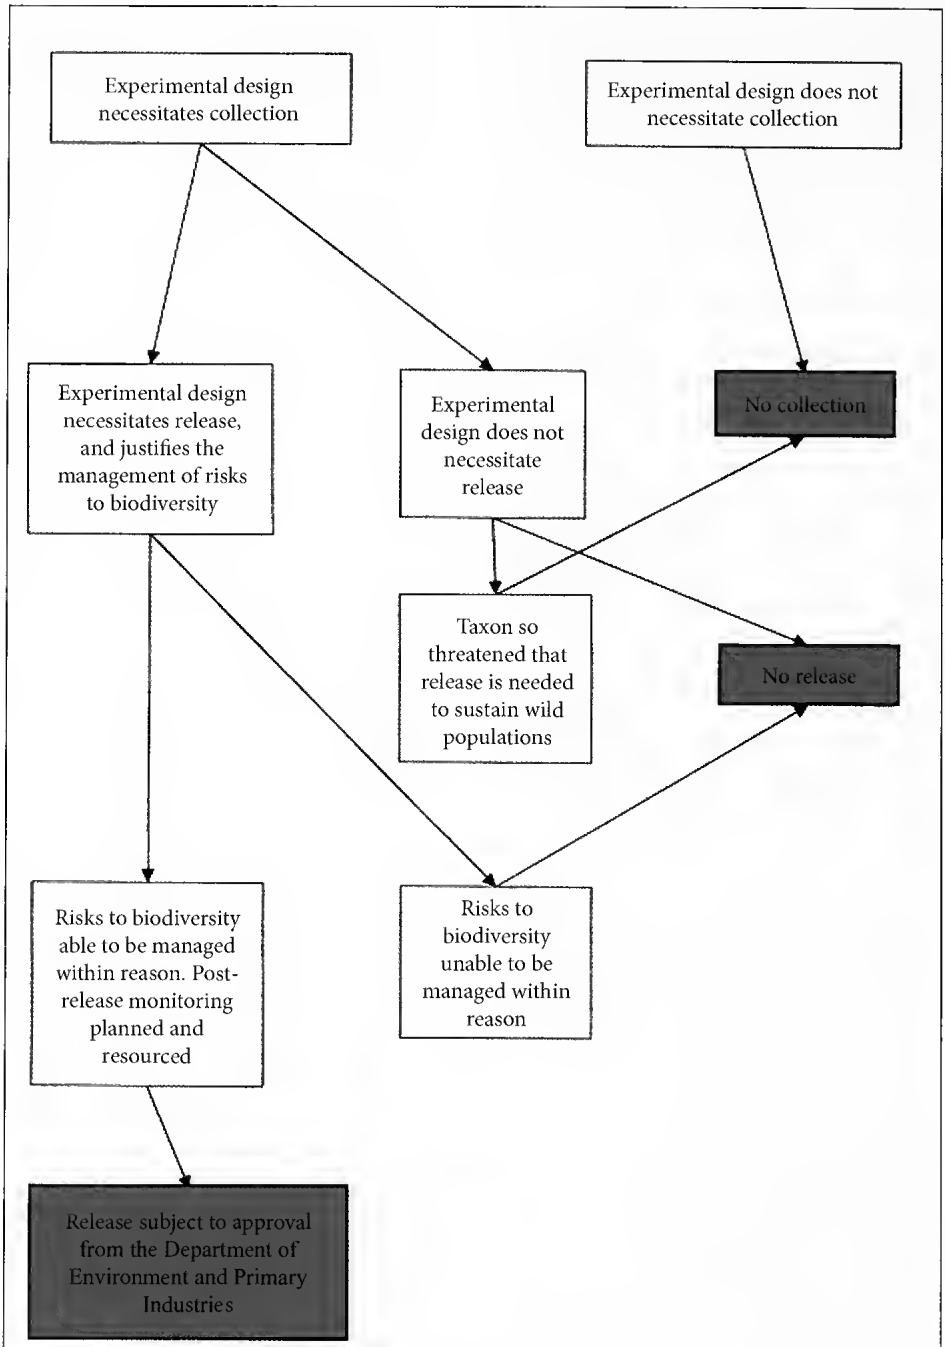 Experimental design
necessitates collection
Experimental design does not
necessitate collection
Experimental design
necessitates release,
and justifies the
management of risks
to biodiversity
Experimental
design does not
necessitate
release
No collection
Taxon so
threatened that
release is needed
to sustain wild
populations
No release
Risks to biodiversity
able to be managed
within reason. Post-
release monitoring
planned and
resourced
Risks to
biodiversity
unable to be
managed within
reason
Release subject to approval
from the Department of
Environment and Primary
Industries